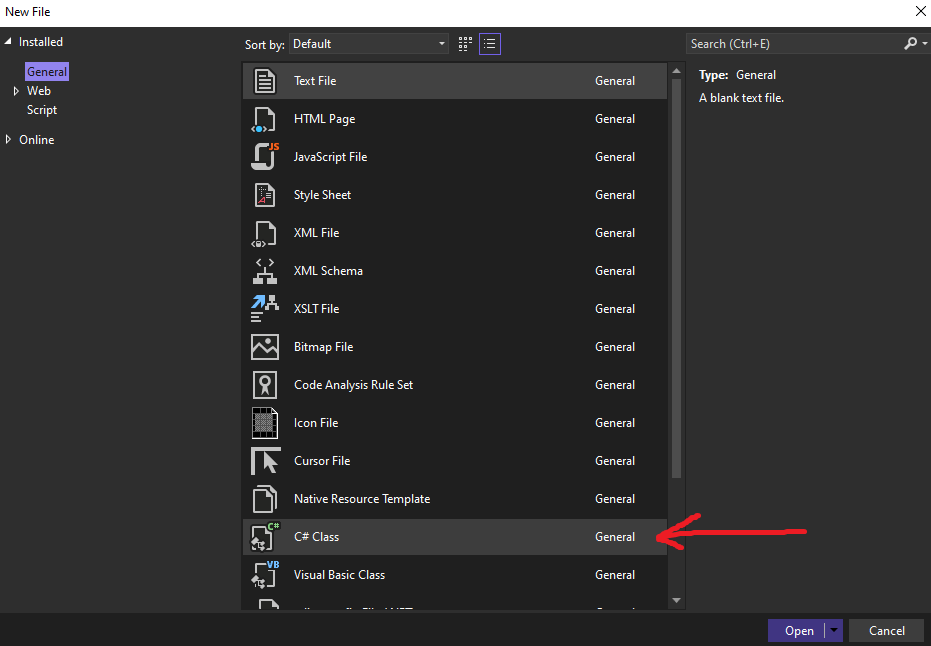 New File
Installed
General
Web
Script
Online
Sort by: Default
Search (Ctrl+E)
Text File General
HTML Page General
JS
JavaScript File General
Style Sheet General
XML File General
XML Schema General
XSLT File General
Bitmap File General
Code Analysis Rule Set General
Icon File General
Cursor File General
Native Resource Template General
C#
C# Class General
VB
Visual Basic Class General
Type: General
A blank text file.
Open Cancel